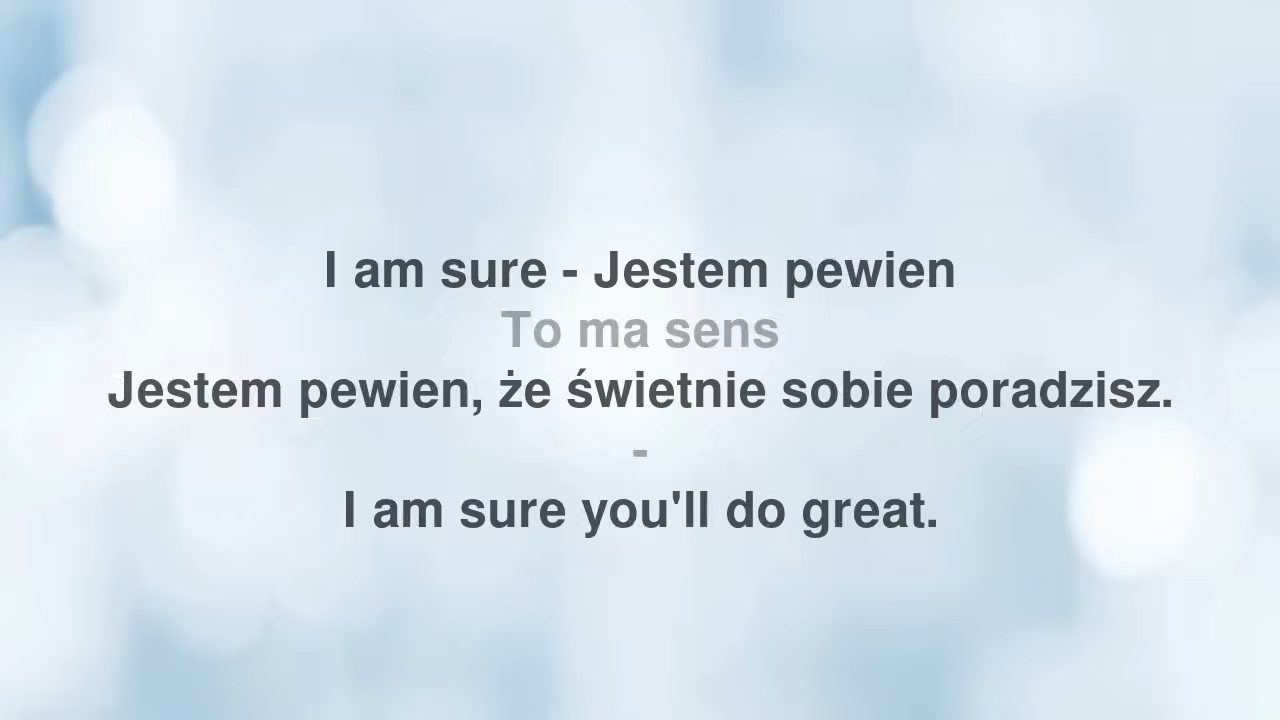 I am sure - Jestem pewien
To ma sens
Jestem pewien, że świetnie sobie poradzisz.
-
I am sure you'll do great.